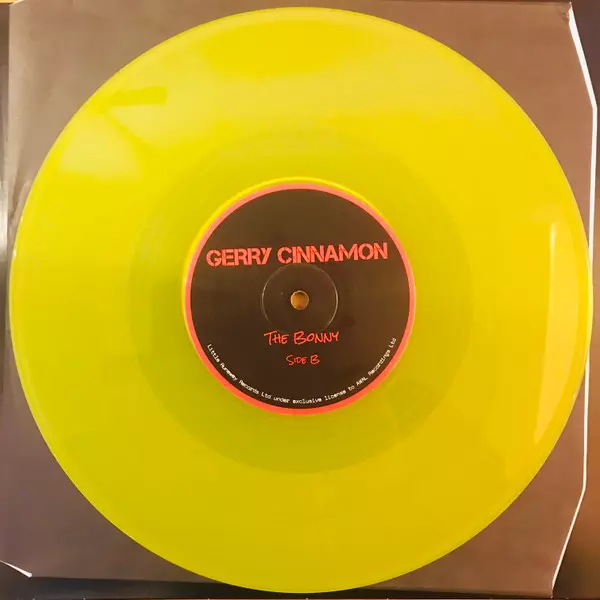 GERRY CINNAMON
THE BONNY
SIDE B
Little Runaway Records Ltd under exclusive license to AWAL Recordings Ltd